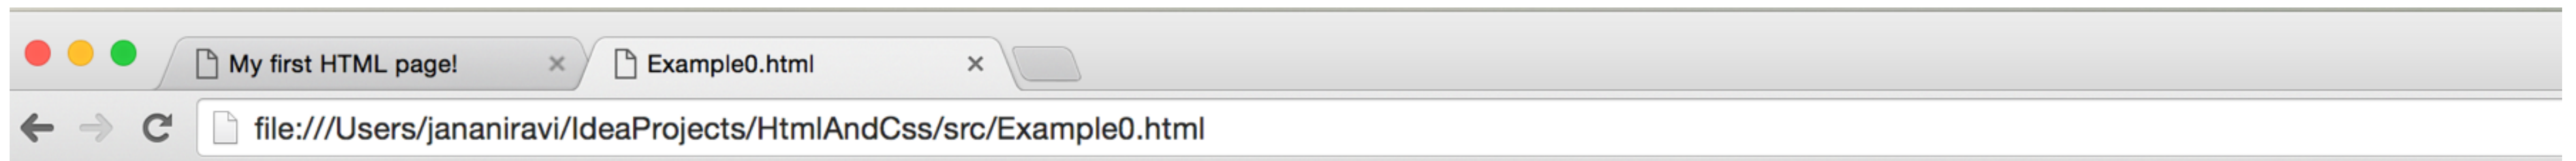 My first HTML page!
Example0.html
file:///Users/jananiravi/IdeaProjects/HtmlAndCss/src/Example0.html